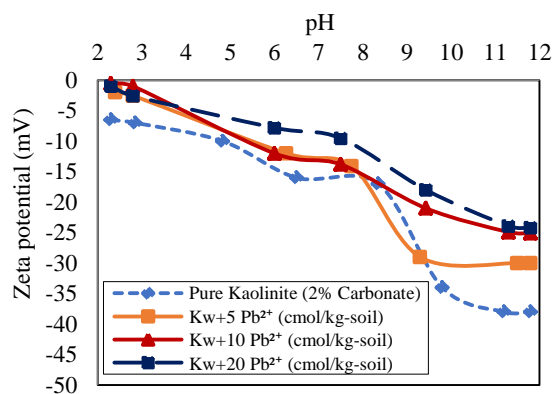 pH
2 3 4 5 6 7 8 9 10 11 12
0
-5
-10
-15
-20
-25
-30
-35
-40
-45
-50
Zeta potential (mV)
Pure Kaolinite (2% Carbonate)
Kw+5 Pb²⁺ (cmol/kg-soil)
Kw+10 Pb²⁺ (cmol/kg-soil)
Kw+20 Pb²⁺ (cmol/kg-soil)